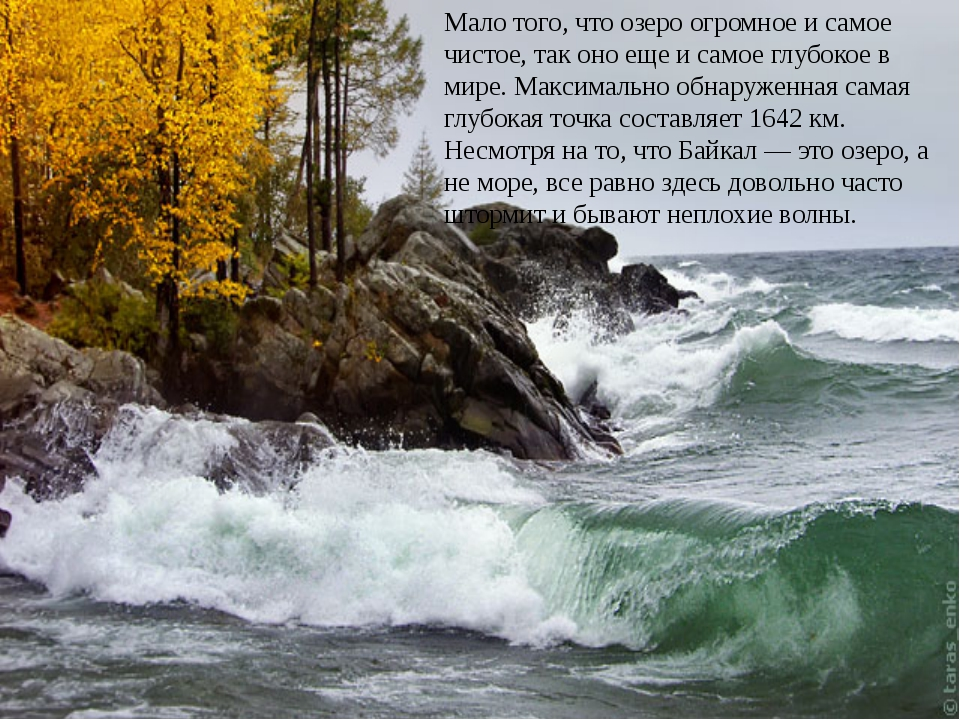 Мало того, что озеро огромное и самое
чистое, так оно еще и самое глубокое в
мире. Максимально обнаруженная самая
глубокая точка составляет 1642 км.
Несмотря на то, что Байкал — это озеро, а
не море, все равно здесь довольно часто
штормит и бывают неплохие волны.
© taras_enko